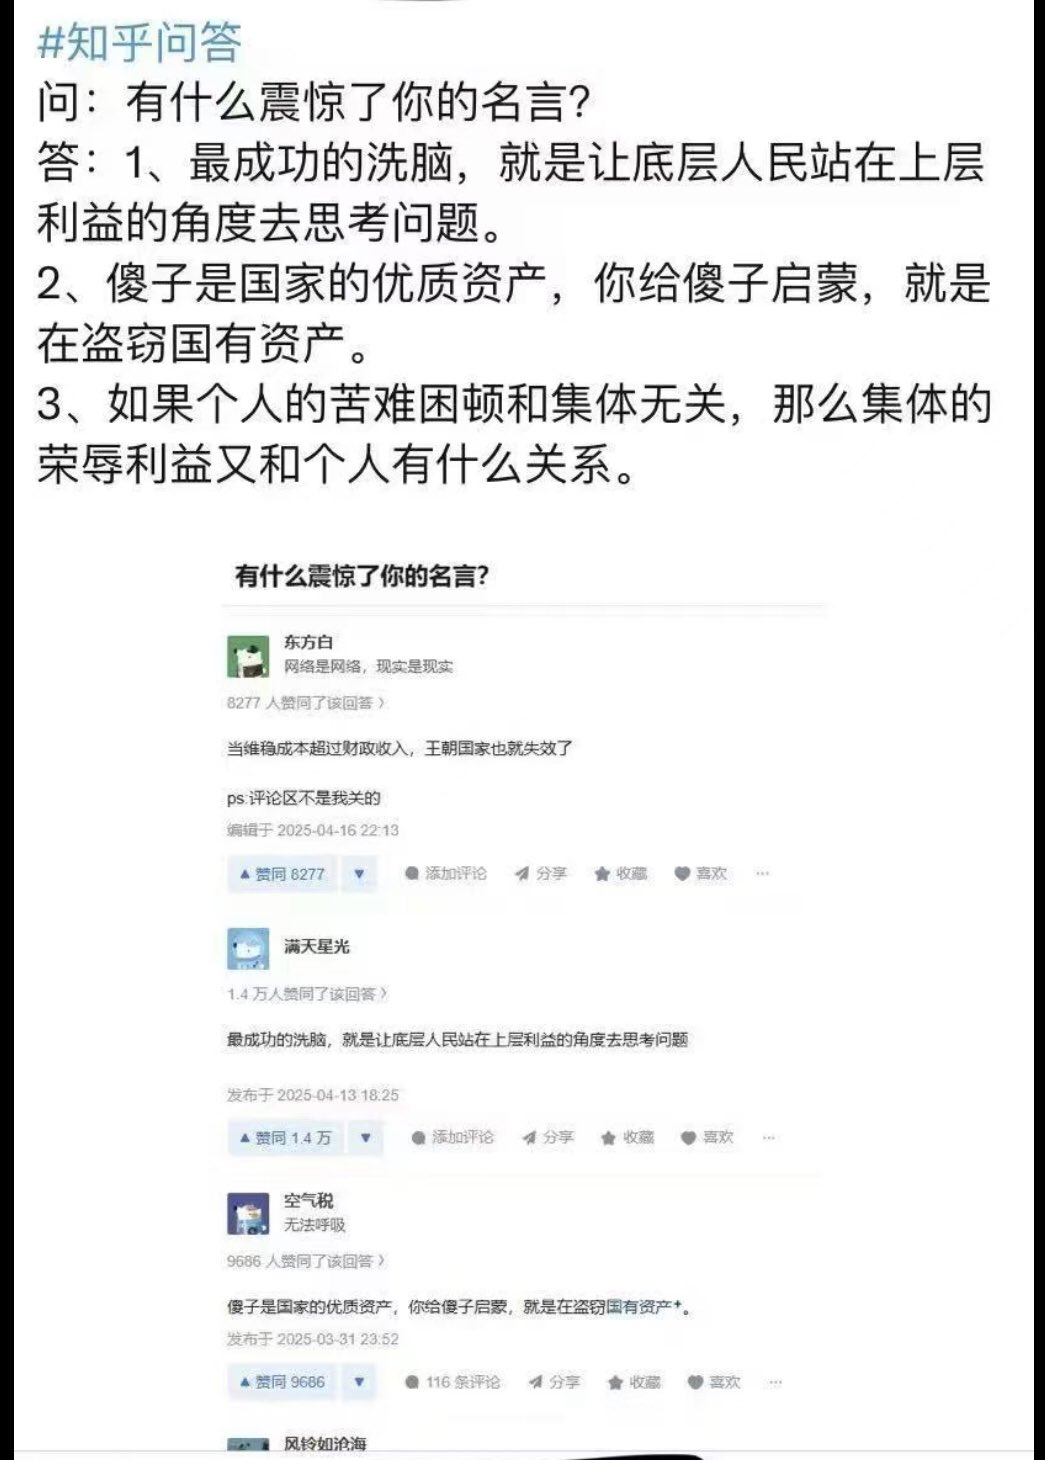 #知乎问答
问：有什么震惊了你的名言？
答：1、最成功的洗脑，就是让底层人民站在上层
利益的角度去思考问题。
2、傻子是国家的优质资产，你给傻子启蒙，就是
在盗窃国有资产。
3、如果个人的苦难困顿和集体无关，那么集体的
荣辱利益又和个人有什么关系。
有什么震惊了你的名言？
东方白
网络是网络，现实是现实
8277 人赞同了该回答 〉
当维稳成本超过财政收入，王朝国家也就失效了
ps:评论区不是我关的
编辑于 2025-04-16 22:13
▲ 赞同 8277 ▼ 添加评论 分享 收藏 喜欢 ···
满天星光
1.4 万人赞同了该回答 〉
最成功的洗脑，就是让底层人民站在上层利益的角度去思考问题
发布于 2025-04-13 18:25
▲ 赞同 1.4 万 ▼ 添加评论 分享 收藏 喜欢 ···
空气税
无法呼吸
9686 人赞同了该回答 〉
傻子是国家的优质资产，你给傻子启蒙，就是在盗窃国有资产。
发布于 2025-03-31 23:52
▲ 赞同 9686 ▼ 116 条评论 分享 收藏 喜欢 ···
风铃如沧海